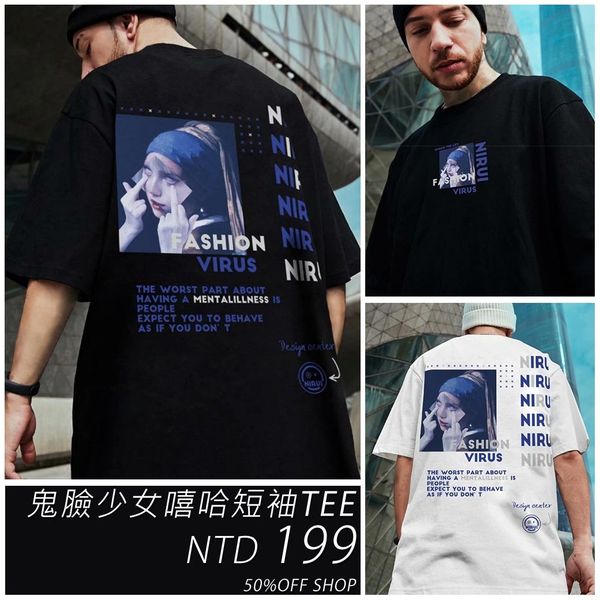 NIRUI
NIR
NIR
NIR
NIR
NIRU
FASHION
VIRUS
THE WORST PART ABOUT
HAVING A MENTALILLNESS IS
PEOPLE
EXPECT YOU TO BEHAVE
AS IF YOU DON' T
Design center
NIRUI
NIRUI
FASHION
VIRUS
NIRU
NIRU
NIRU
NIRU
NIRU
NIRU
FASHION
VIRUS
THE WORST PART ABOUT
HAVING A MENTALILLNESS IS
PEOPLE
EXPECT YOU TO BEHAVE
AS IF YOU DON' T
Design center
鬼臉少女嘻哈短袖TEE
NTD 199
50%OFF SHOP